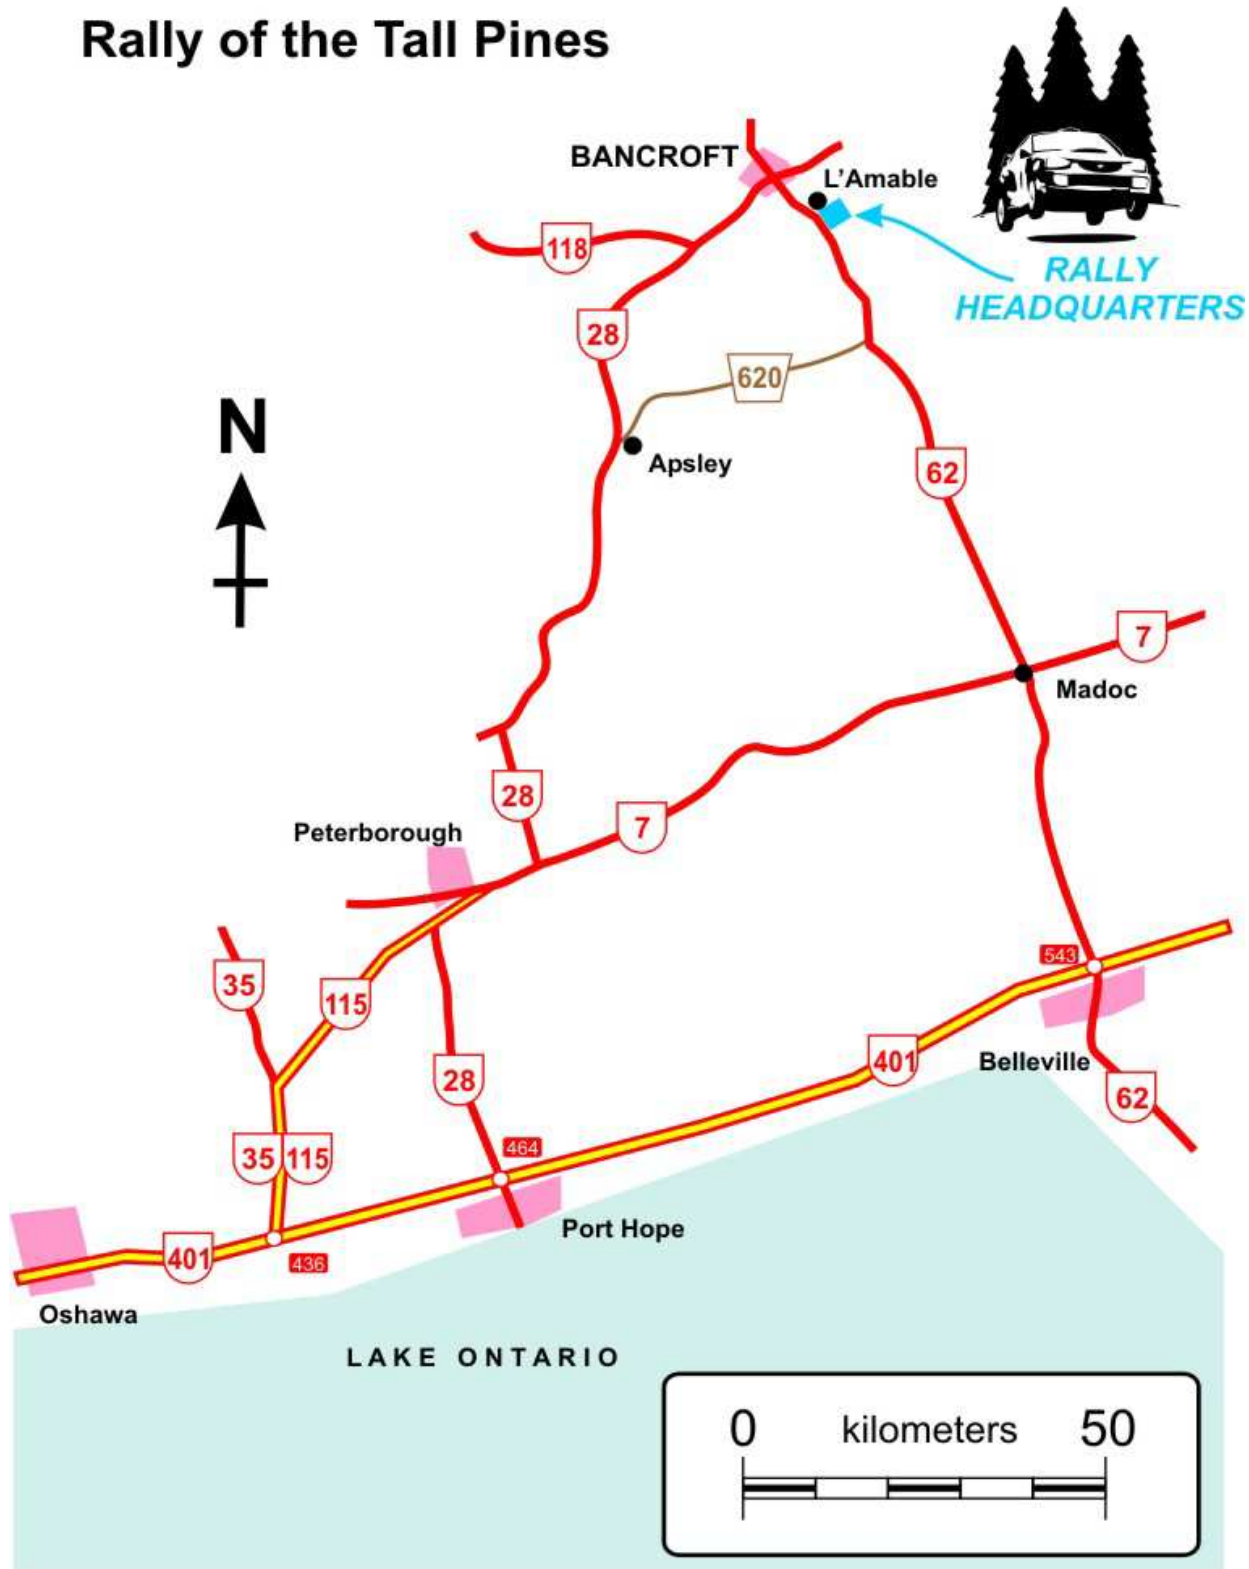 Rally of the Tall Pines
BANCROFT
L'Amable
118
RALLY
HEADQUARTERS
28
620
N
Apsley
62
7
Madoc
28
7
Peterborough
543
35
115
401
Belleville
28
62
464
35
115
Port Hope
401
436
Oshawa
LAKE ONTARIO
0 kilometers 50